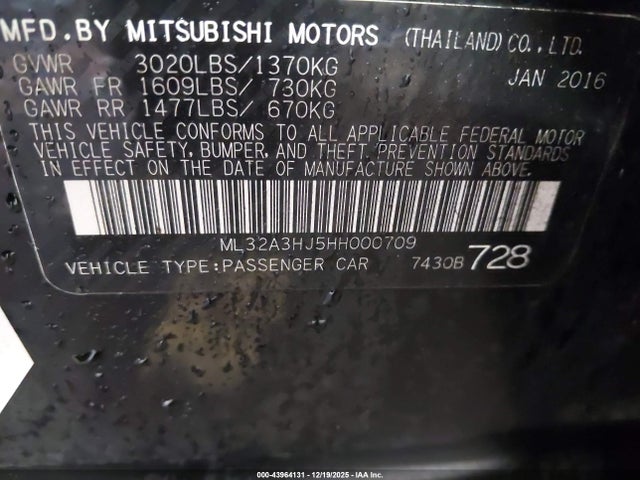 MFD.BY MITSUBISHI MOTORS (THAILAND)CO.,LTD.
GVWR 3020LBS/1370KG
JAN 2016
GAWR FR 1609LBS/ 730KG
GAWR RR 1477LBS/ 670KG
THIS VEHICLE CONFORMS TO ALL APPLICABLE FEDERAL MOTOR
VEHICLE SAFETY, BUMPER, AND THEFT PREVENTION STANDARDS
IN EFFECT ON THE DATE OF MANUFACTURE SHOWN ABOVE.
ML32A3HJ5HH000709
VEHICLE TYPE:PASSENGER CAR 7430B 728
000-43964131 - 12/19/2025 - IAA Inc.